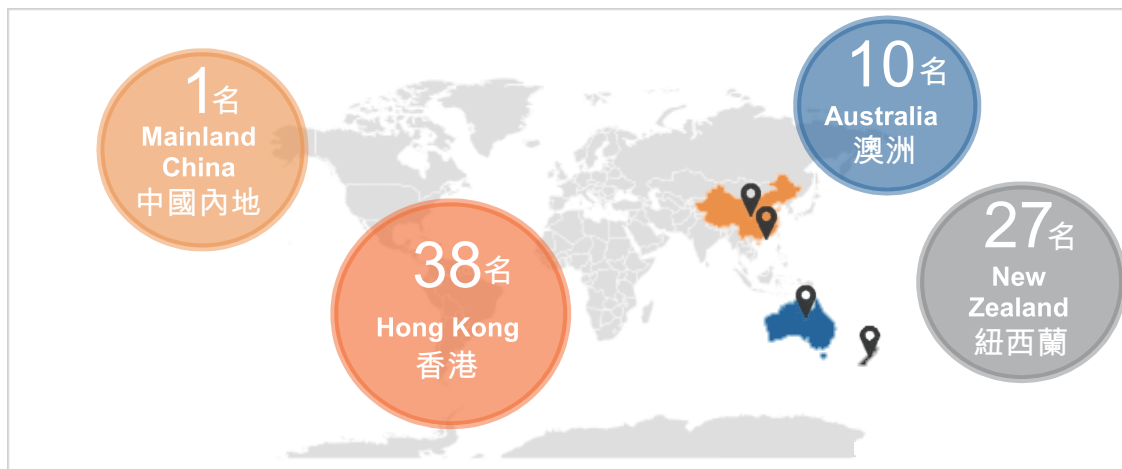 1名
Mainland
China
中國內地
38名
Hong Kong
香港
10名
Australia
澳洲
27名
New
Zealand
紐西蘭